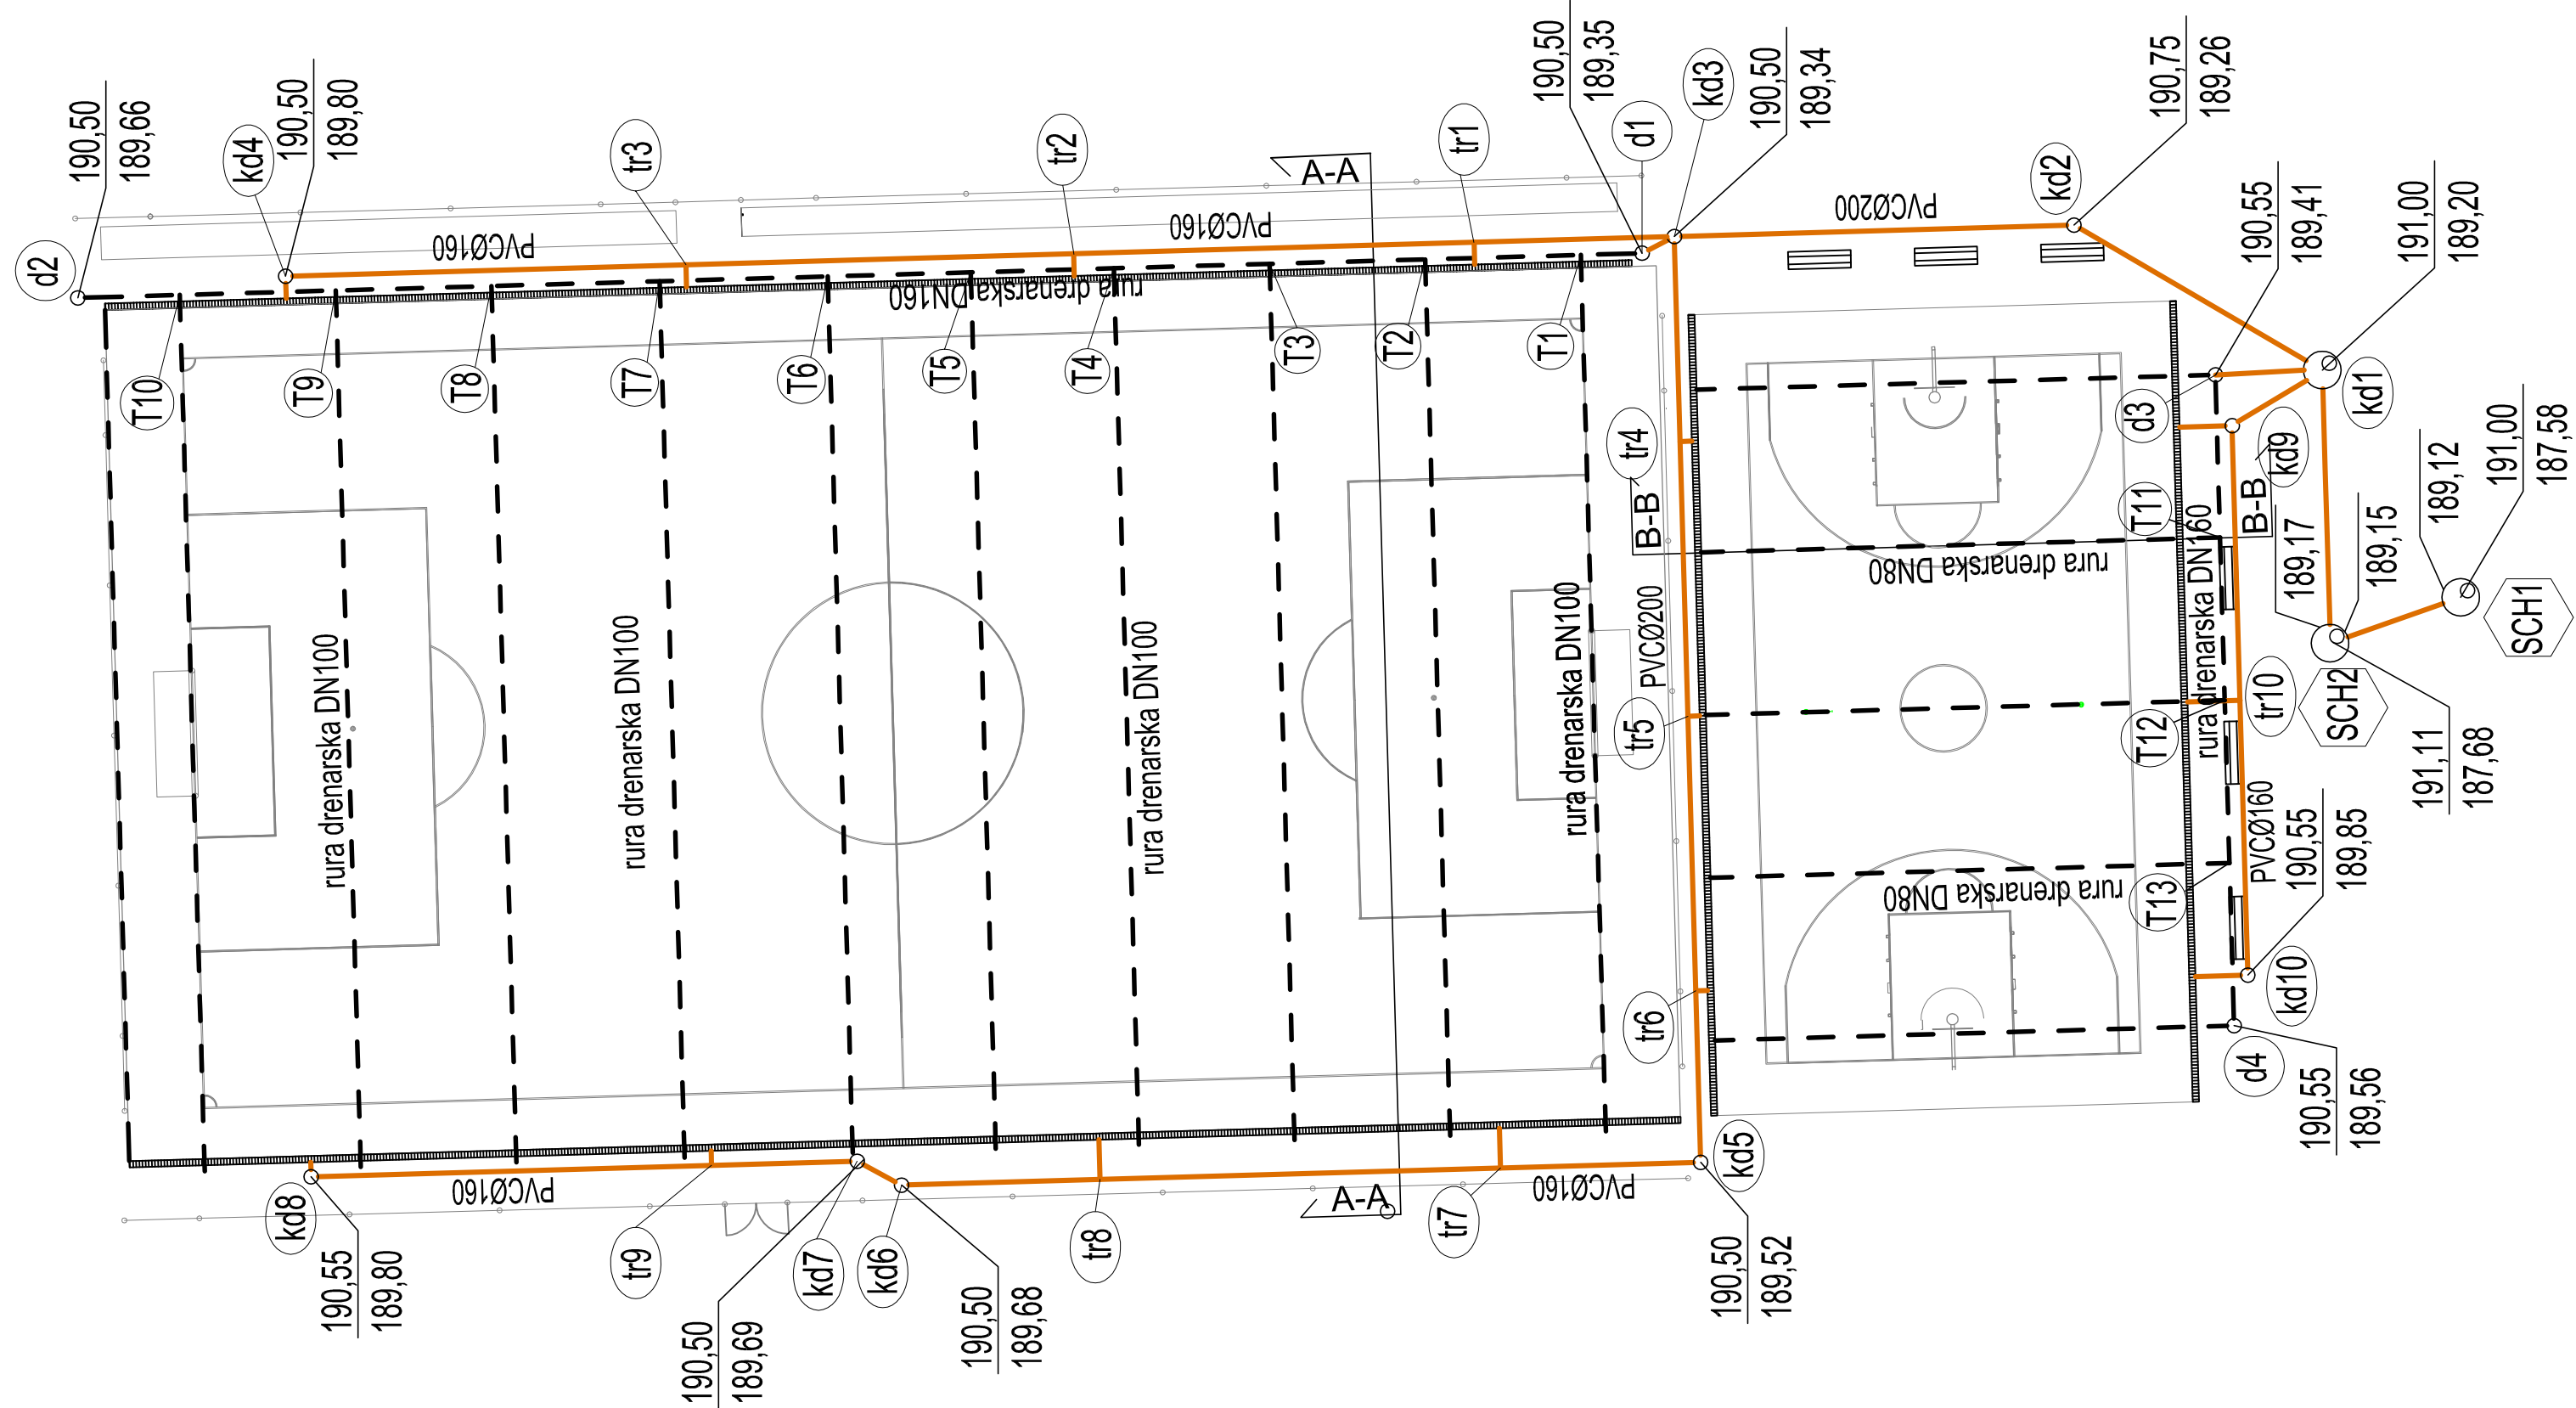 190,50
189,66
d2
kd4
190,50
189,80
tr3
tr2
tr1
A-A
190,50
189,35
d1
kd3
190,50
189,34
190,75
189,26
kd2
190,55
189,41
191,00
189,20
PVCØ160
PVCØ160
PVCØ200
rura drenarska DN160
T10
T9
T8
T7
T6
T5
T4
T3
T2
T1
tr4
B-B
d3
kd9
kd1
T11
B-B
189,17
189,15
189,12
191,00
187,58
SCH1
SCH2
191,11
187,68
rura drenarska DN100
rura drenarska DN100
rura drenarska DN100
rura drenarska DN100
PVCØ200
rura drenarska DN80
rura drenarska DN160
tr5
T12
tr10
PVCØ160
190,55
189,85
rura drenarska DN80
T13
tr6
kd10
d4
190,55
189,56
kd5
190,50
189,52
PVCØ160
A-A
tr7
tr8
kd6
190,50
189,68
kd7
190,50
189,69
tr9
PVCØ160
kd8
190,55
189,80